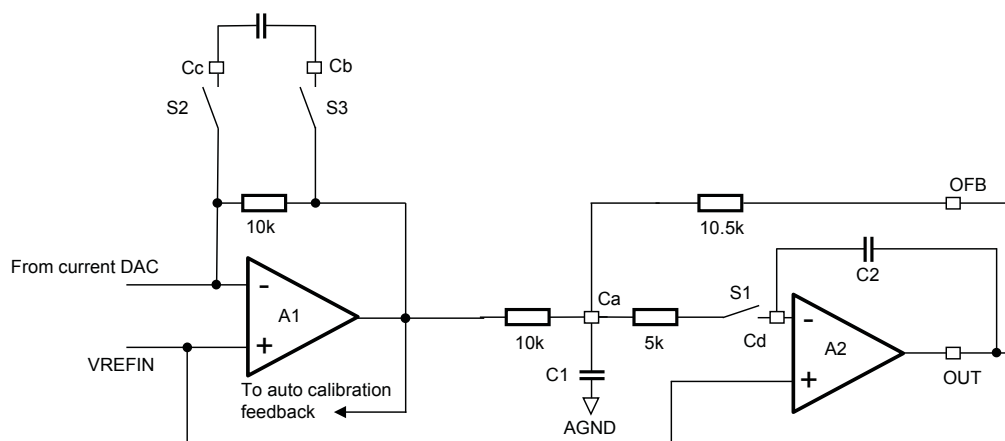 Cc
Cb
S2
S3
OFB
10k
10.5k
From current DAC
C2
S1
-
A1
Ca
-
10k
5k
Cd
A2
VREFIN
+
C1
+
OUT
To auto calibration
feedback
AGND